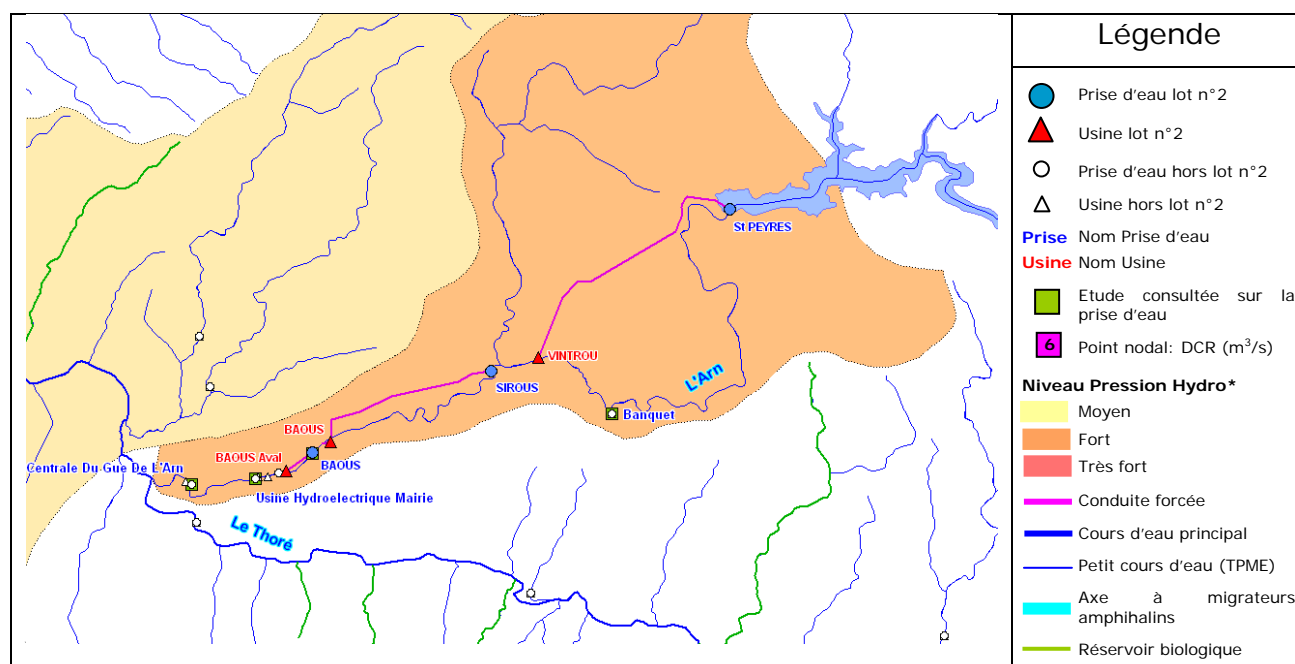 St PEYRES
VINTROU
SIROUS
L'Arn
Banquet
BAOUS
BAOUS Aval
BAOUS
Centrale Du Gue De L'Arn
Usine Hydroelectrique Mairie
Le Thoré
Légende
Prise d'eau lot n°2
Usine lot n°2
Prise d'eau hors lot n°2
Usine hors lot n°2
Prise Nom Prise d'eau
Usine Nom Usine
Etude consultée sur la
prise d'eau
6 Point nodal: DCR (m³/s)
Niveau Pression Hydro*
Moyen
Fort
Très fort
Conduite forcée
Cours d'eau principal
Petit cours d'eau (TPME)
Axe à migrateurs
amphihalins
Réservoir biologique